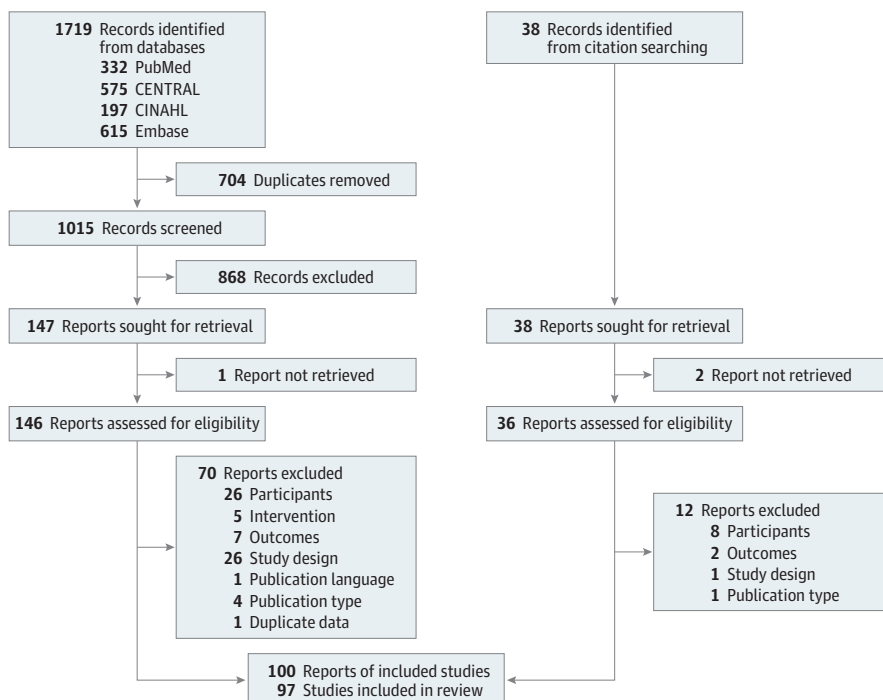 1719 Records identified
from databases
332 PubMed
575 CENTRAL
197 CINAHL
615 Embase
704 Duplicates removed
1015 Records screened
868 Records excluded
147 Reports sought for retrieval
1 Report not retrieved
146 Reports assessed for eligibility
70 Reports excluded
26 Participants
5 Intervention
7 Outcomes
26 Study design
1 Publication language
4 Publication type
1 Duplicate data
38 Records identified
from citation searching
38 Reports sought for retrieval
2 Report not retrieved
36 Reports assessed for eligibility
12 Reports excluded
8 Participants
2 Outcomes
1 Study design
1 Publication type
100 Reports of included studies
97 Studies included in review